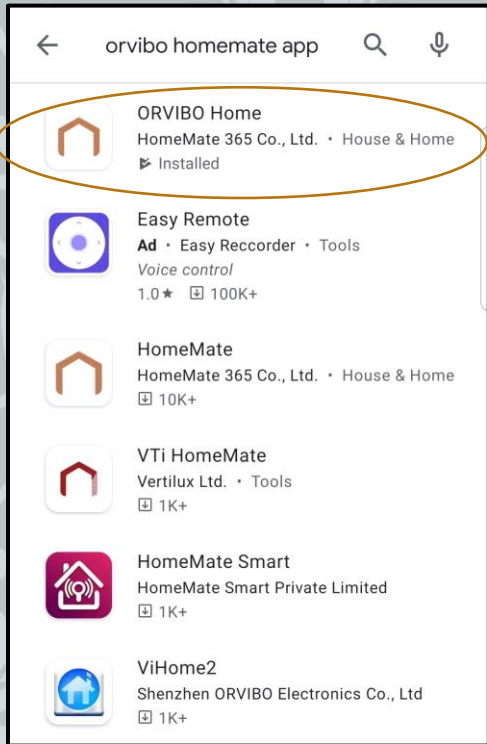 orvibo homemate app
ORVIBO Home
HomeMate 365 Co., Ltd. • House & Home
Installed
Easy Remote
Ad • Easy Reccorder • Tools
Voice control
1.0★ 100K+
HomeMate
HomeMate 365 Co., Ltd. • House & Home
10K+
VTi HomeMate
Vertilux Ltd. • Tools
1K+
HomeMate Smart
HomeMate Smart Private Limited
1K+
ViHome2
Shenzhen ORVIBO Electronics Co., Ltd
1K+